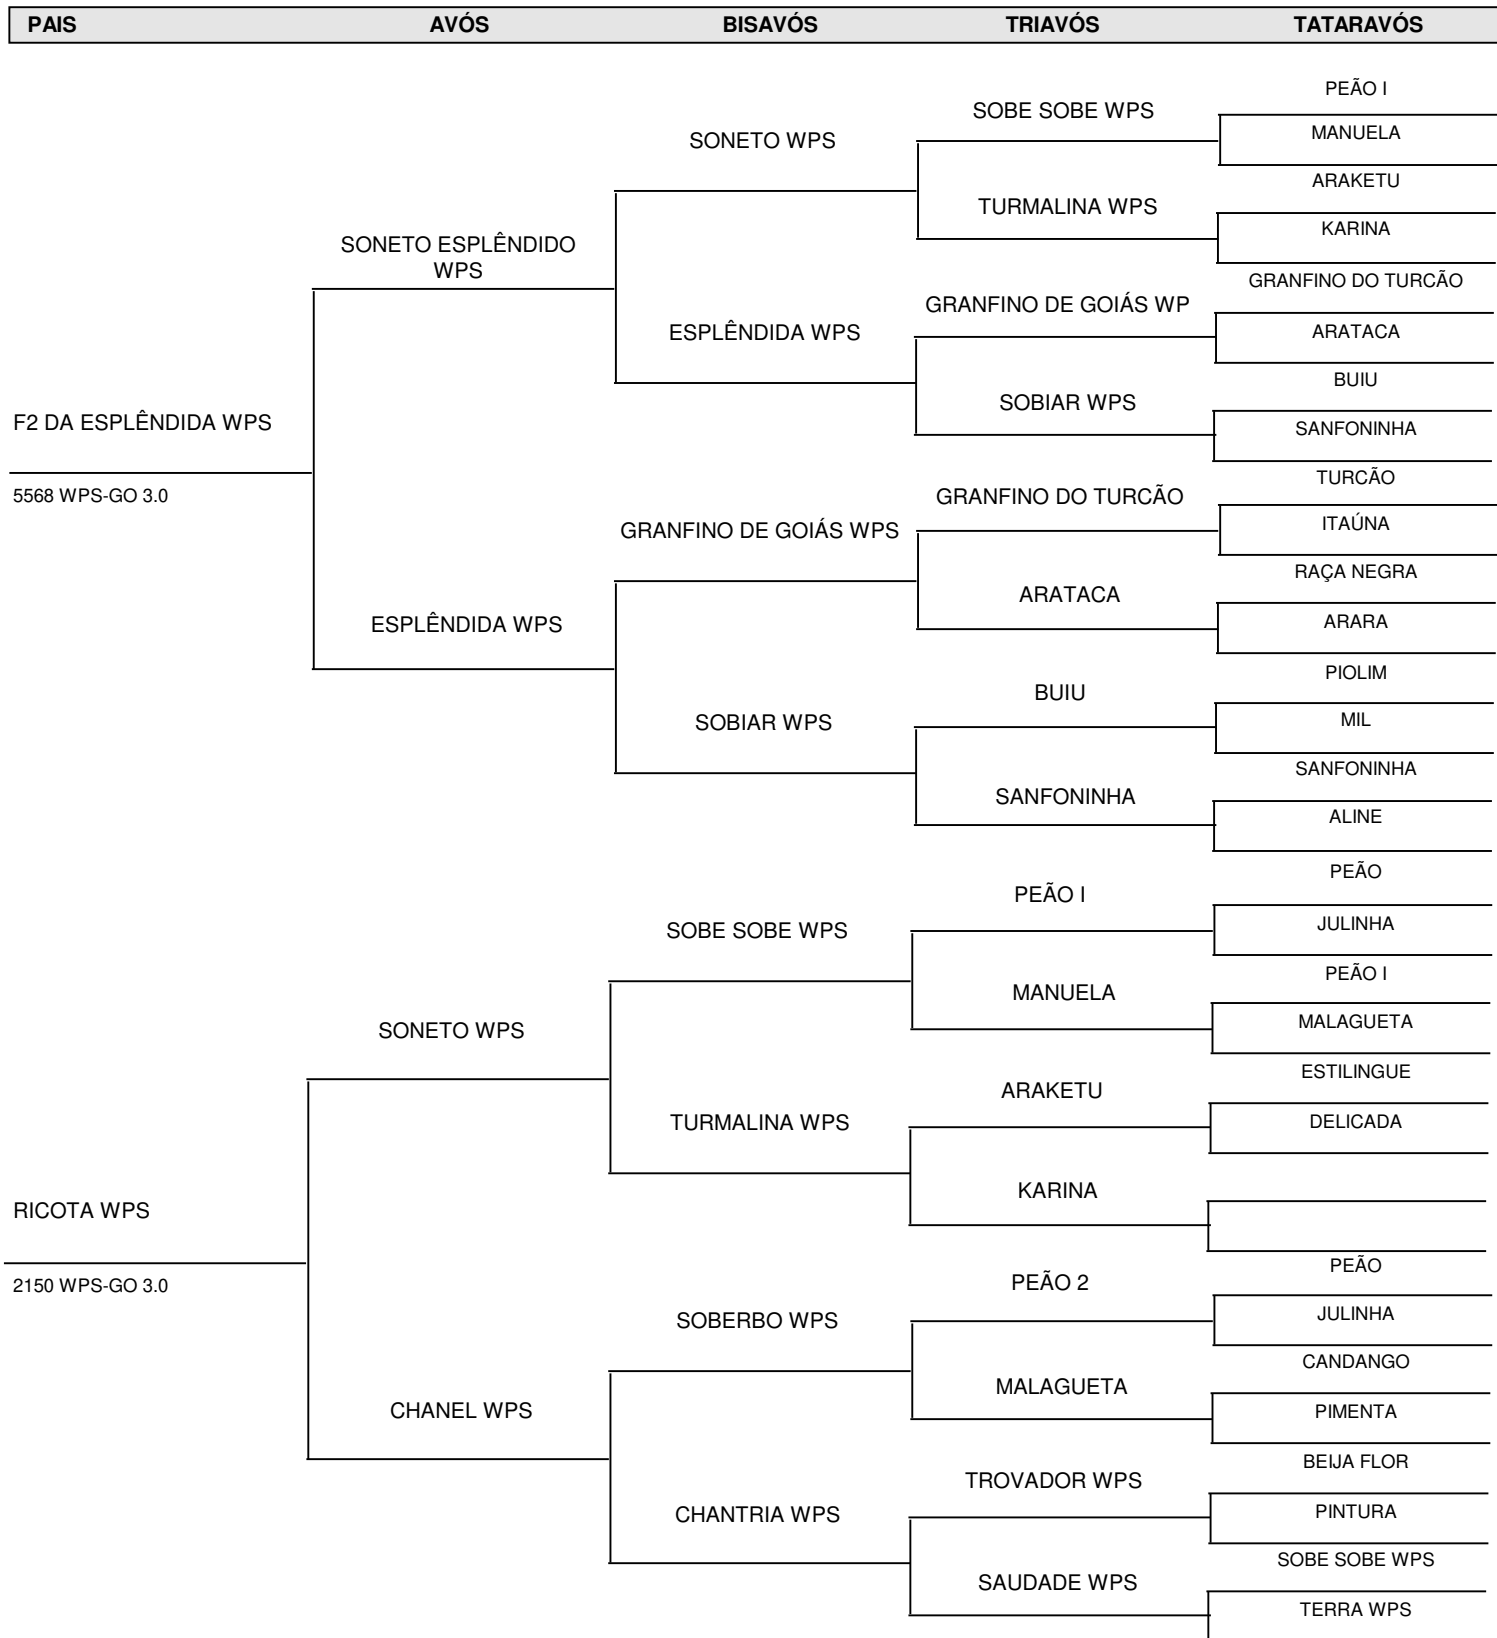 PAIS AVÓS BISAVÓS TRIAVÓS TATARAVÓS
PEÃO I
SOBE SOBE WPS
MANUELA
SONETO WPS
ARAKETU
TURMALINA WPS
KARINA
SONETO ESPLÊNDIDO
WPS
GRANFINO DO TURCÃO
GRANFINO DE GOIÁS WP
ARATACA
ESPLÊNDIDA WPS
BUIU
SOBIAR WPS
SANFONINHA
F2 DA ESPLÊNDIDA WPS
5568 WPS-GO 3.0
TURCÃO
GRANFINO DO TURCÃO
ITAÚNA
GRANFINO DE GOIÁS WPS
RAÇA NEGRA
ARATACA
ARARA
ESPLÊNDIDA WPS
PIOLIM
BUIU
MIL
SOBIAR WPS
SANFONINHA
SANFONINHA
ALINE
PEÃO
PEÃO I
JULINHA
SOBE SOBE WPS
PEÃO I
MANUELA
MALAGUETA
SONETO WPS
ESTILINGUE
ARAKETU
DELICADA
TURMALINA WPS
KARINA
RICOTA WPS
2150 WPS-GO 3.0
PEÃO
PEÃO 2
JULINHA
SOBERBO WPS
CANDANGO
MALAGUETA
PIMENTA
CHANEL WPS
BEIJA FLOR
TROVADOR WPS
PINTURA
CHANTRIA WPS
SOBE SOBE WPS
SAUDADE WPS
TERRA WPS